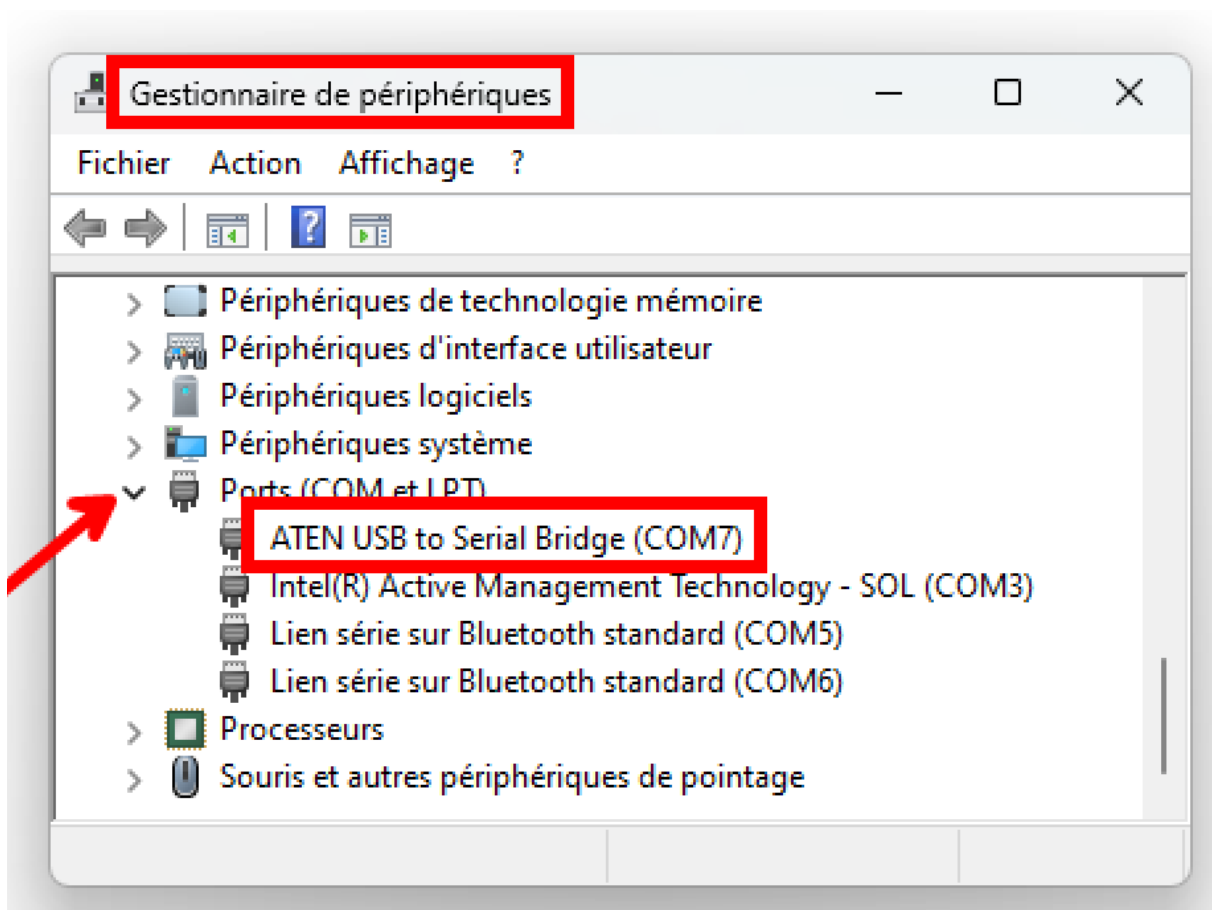 Gestionnaire de périphériques
Fichier Action Affichage ?
Périphériques de technologie mémoire
Périphériques d'interface utilisateur
Périphériques logiciels
Périphériques système
Ports (COM et LPT)
ATEN USB to Serial Bridge (COM7)
Intel(R) Active Management Technology - SOL (COM3)
Lien série sur Bluetooth standard (COM5)
Lien série sur Bluetooth standard (COM6)
Processeurs
Souris et autres périphériques de pointage